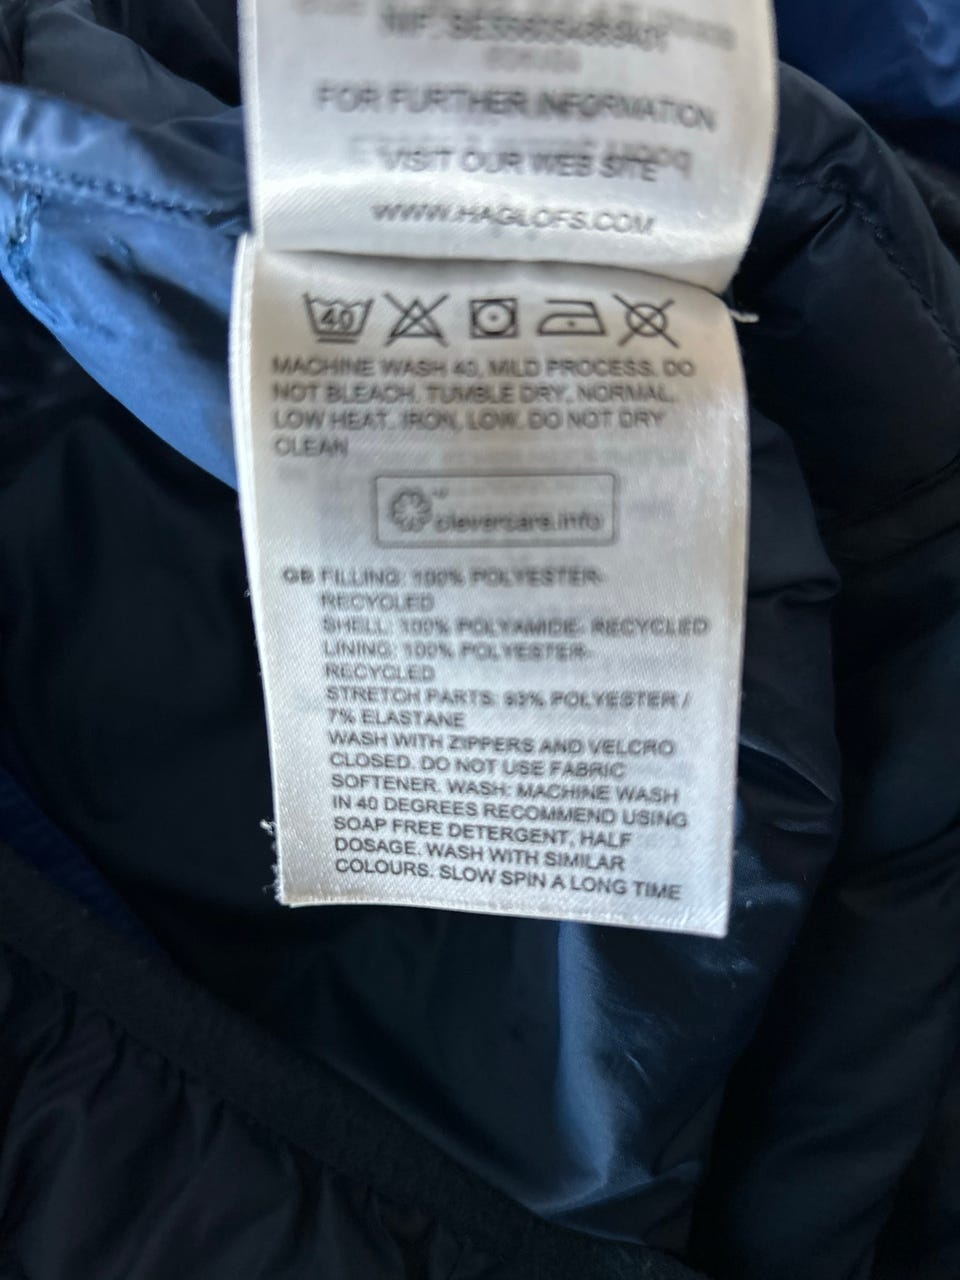 FOR FURTHER INFORMATION
VISIT OUR WEB SITE
WWW.HAGLOFS.COM
40
MACHINE WASH 40, MILD PROCESS. DO
NOT BLEACH. TUMBLE DRY, NORMAL,
LOW HEAT. IRON, LOW. DO NOT DRY
CLEAN
clevercare.info
GB FILLING: 100% POLYESTER-
RECYCLED
SHELL: 100% POLYAMIDE- RECYCLED
LINING: 100% POLYESTER-
RECYCLED
STRETCH PARTS: 93% POLYESTER /
7% ELASTANE
WASH WITH ZIPPERS AND VELCRO
CLOSED. DO NOT USE FABRIC
SOFTENER. WASH: MACHINE WASH
IN 40 DEGREES RECOMMEND USING
SOAP FREE DETERGENT, HALF
DOSAGE. WASH WITH SIMILAR
COLOURS. SLOW SPIN A LONG TIME